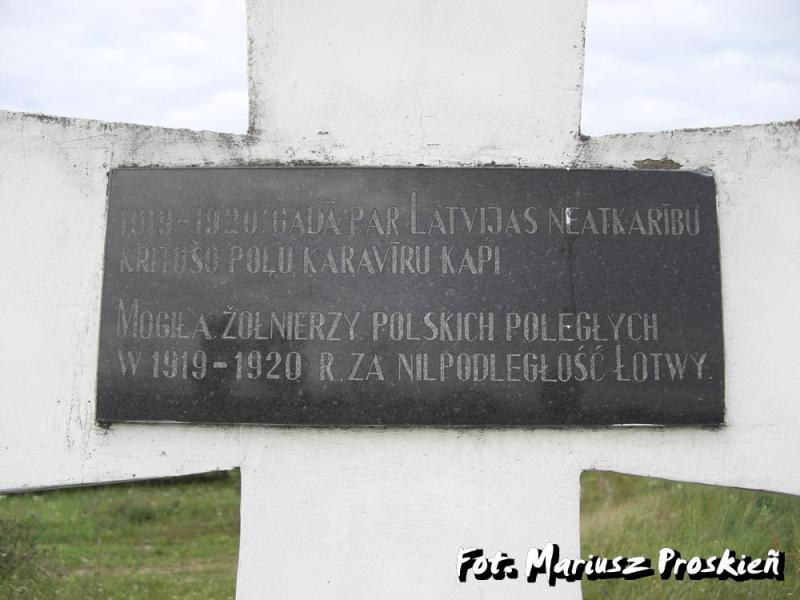 1919-1920. GADĀ PAR LATVIJAS NEATKARĪBU
KRITUŠO POĻU KARAVĪRU KAPI.
MOGIŁA ŻOŁNIERZY POLSKICH POLEGŁYCH
W 1919-1920 R. ZA NILPODLEGŁOŚĆ ŁOTWY.
Fot. Mariusz Proskień